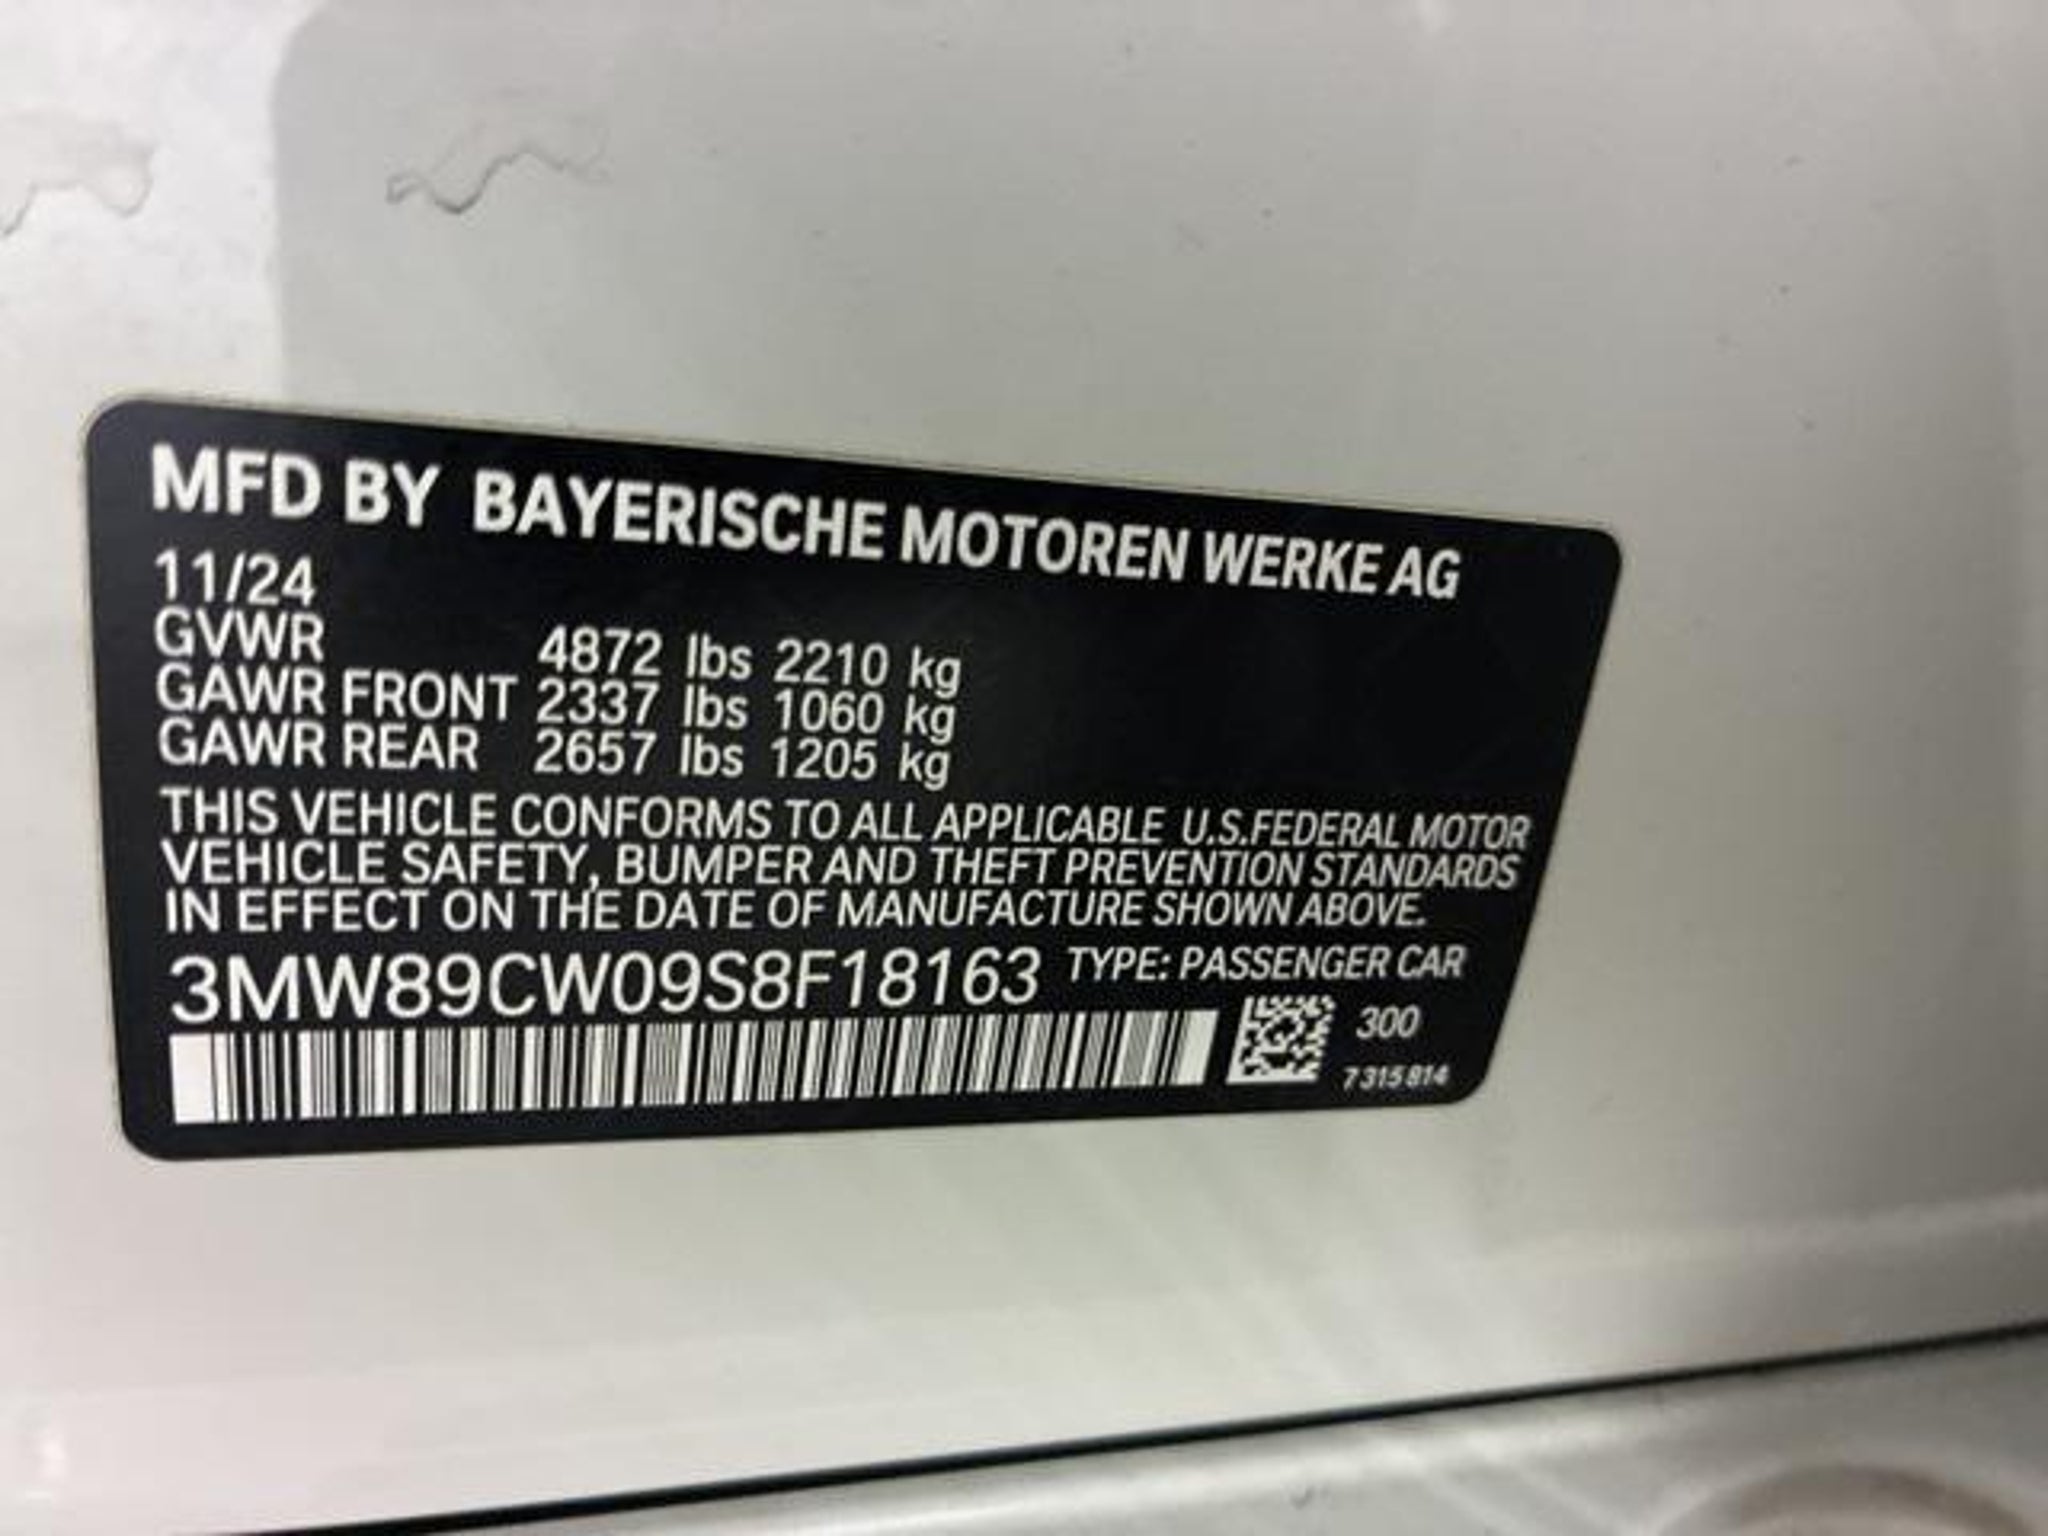 MFD BY BAYERISCHE MOTOREN WERKE AG
11/24
GVWR 4872 lbs 2210 kg
GAWR FRONT 2337 lbs 1060 kg
GAWR REAR 2657 lbs 1205 kg
THIS VEHICLE CONFORMS TO ALL APPLICABLE U.S.FEDERAL MOTOR
VEHICLE SAFETY, BUMPER AND THEFT PREVENTION STANDARDS
IN EFFECT ON THE DATE OF MANUFACTURE SHOWN ABOVE.
3MW89CW09S8F18163 TYPE: PASSENGER CAR
300
7 315 814